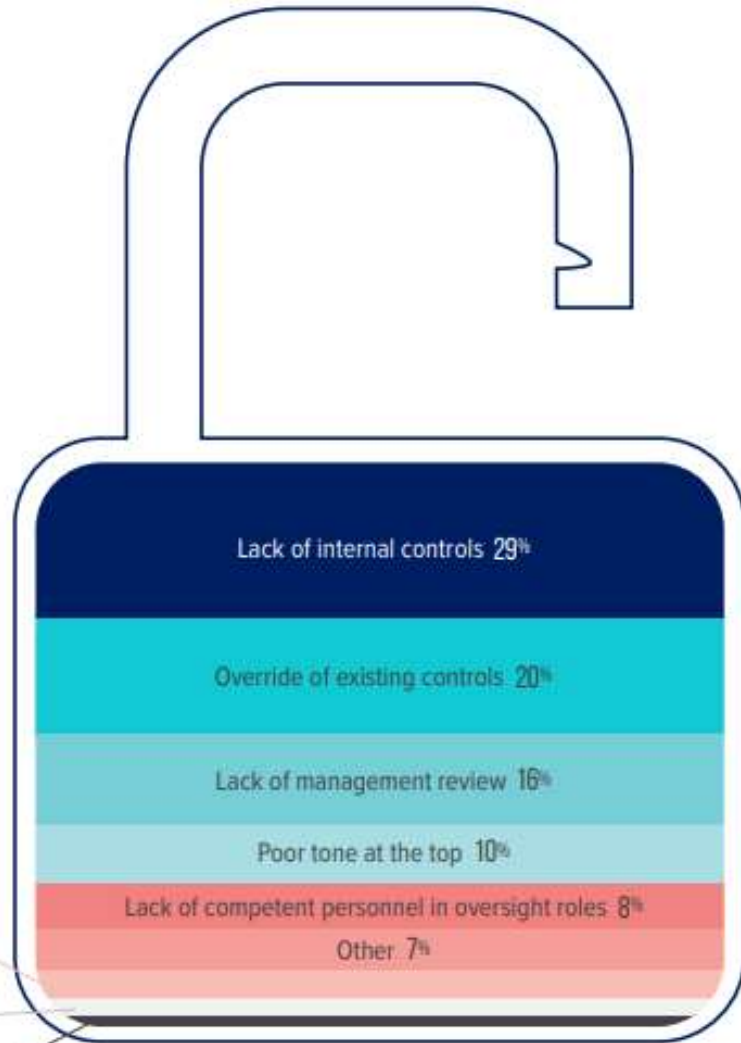 Lack of internal controls 29%
Override of existing controls 20%
Lack of management review 16%
Poor tone at the top 10%
Lack of competent personnel in oversight roles 8%
Other 7%